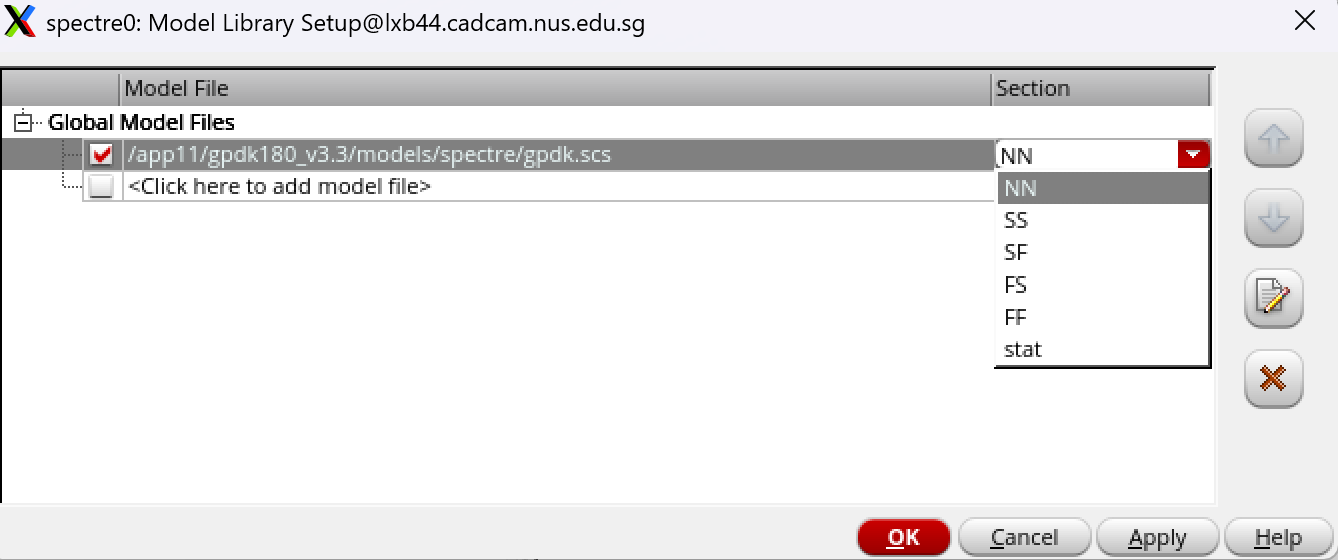 spectre0: Model Library Setup@lxb44.cadcam.nus.edu.sg
Model File Section
Global Model Files
/app11/gpdk180_v3.3/models/spectre/gpdk.scs NN
<Click here to add model file> NN
SS
SF
FS
FF
stat
OK Cancel Apply Help